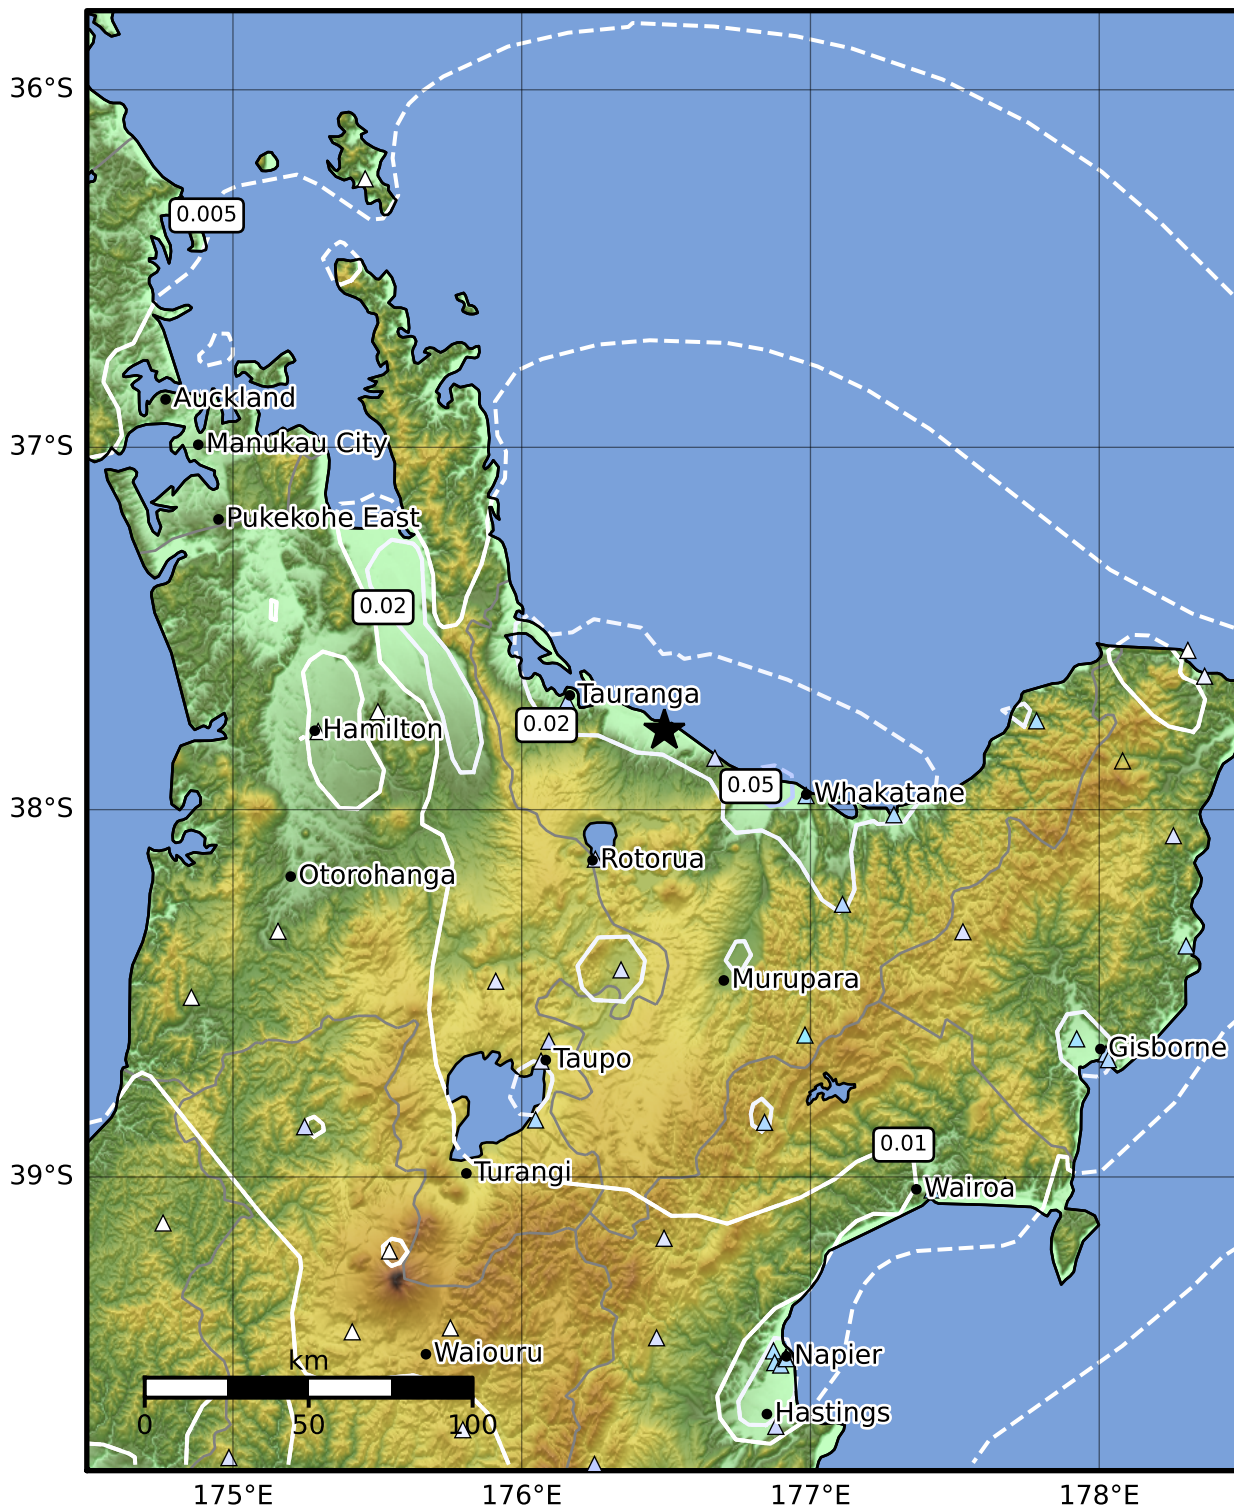 36°S
0.005
Auckland
37°S
Manukau City
Pukekohe East
0.02
Tauranga
0.02
Hamilton
0.05
Whakatane
38°S
Rotorua
Otorohanga
Murupara
Gisborne
Taupo
0.01
39°S
Turangi
Wairoa
Waiouru
Napier
km
0 50 100
Hastings
175°E 176°E 177°E 178°E